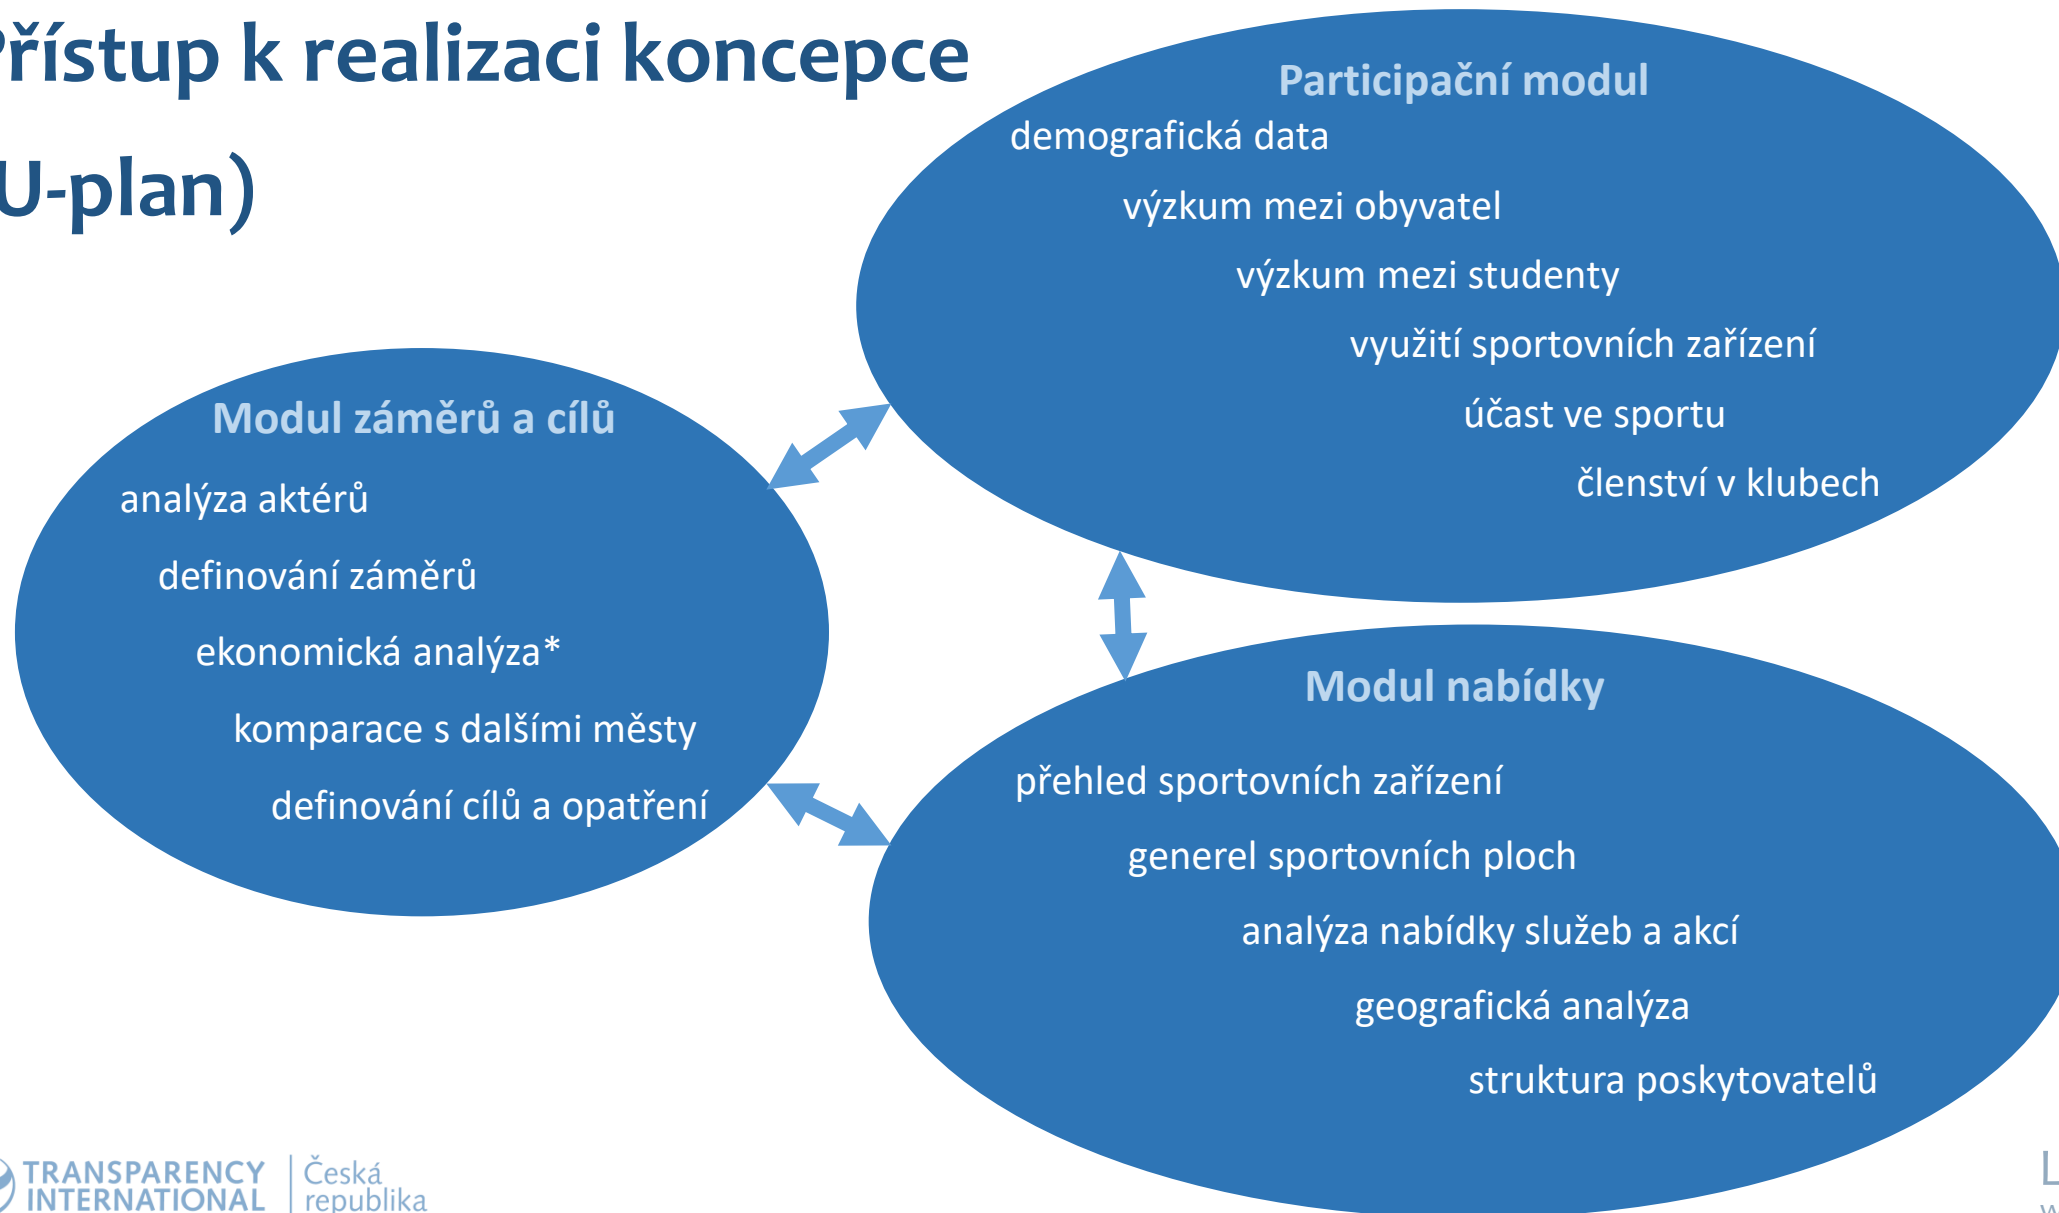 Přístup k realizaci koncepce
U-plan)
Participační modul
demografická data
výzkum mezi obyvatel
výzkum mezi studenty
využití sportovních zařízení
účast ve sportu
členství v klubech
Modul záměrů a cílů
analýza aktérů
definování záměrů
ekonomická analýza*
komparace s dalšími městy
definování cílů a opatření
Modul nabídky
přehled sportovních zařízení
generel sportovních ploch
analýza nabídky služeb a akcí
geografická analýza
struktura poskytovatelů
TRANSPARENCY
INTERNATIONAL
Česká
republika